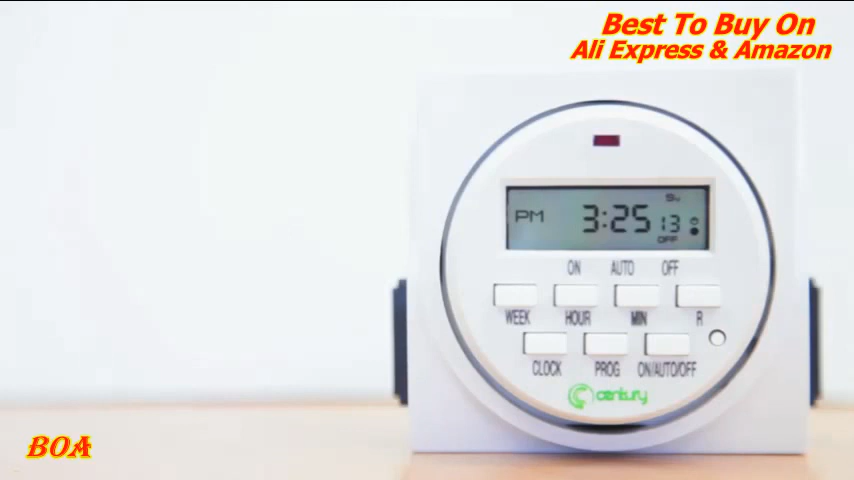 Best To Buy On
Ali Express & Amazon
PM 3:25 13
OFF
ON AUTO OFF
WEEK HOUR MIN R
CLOCK PROG ON/AUTO/OFF
century
BOA